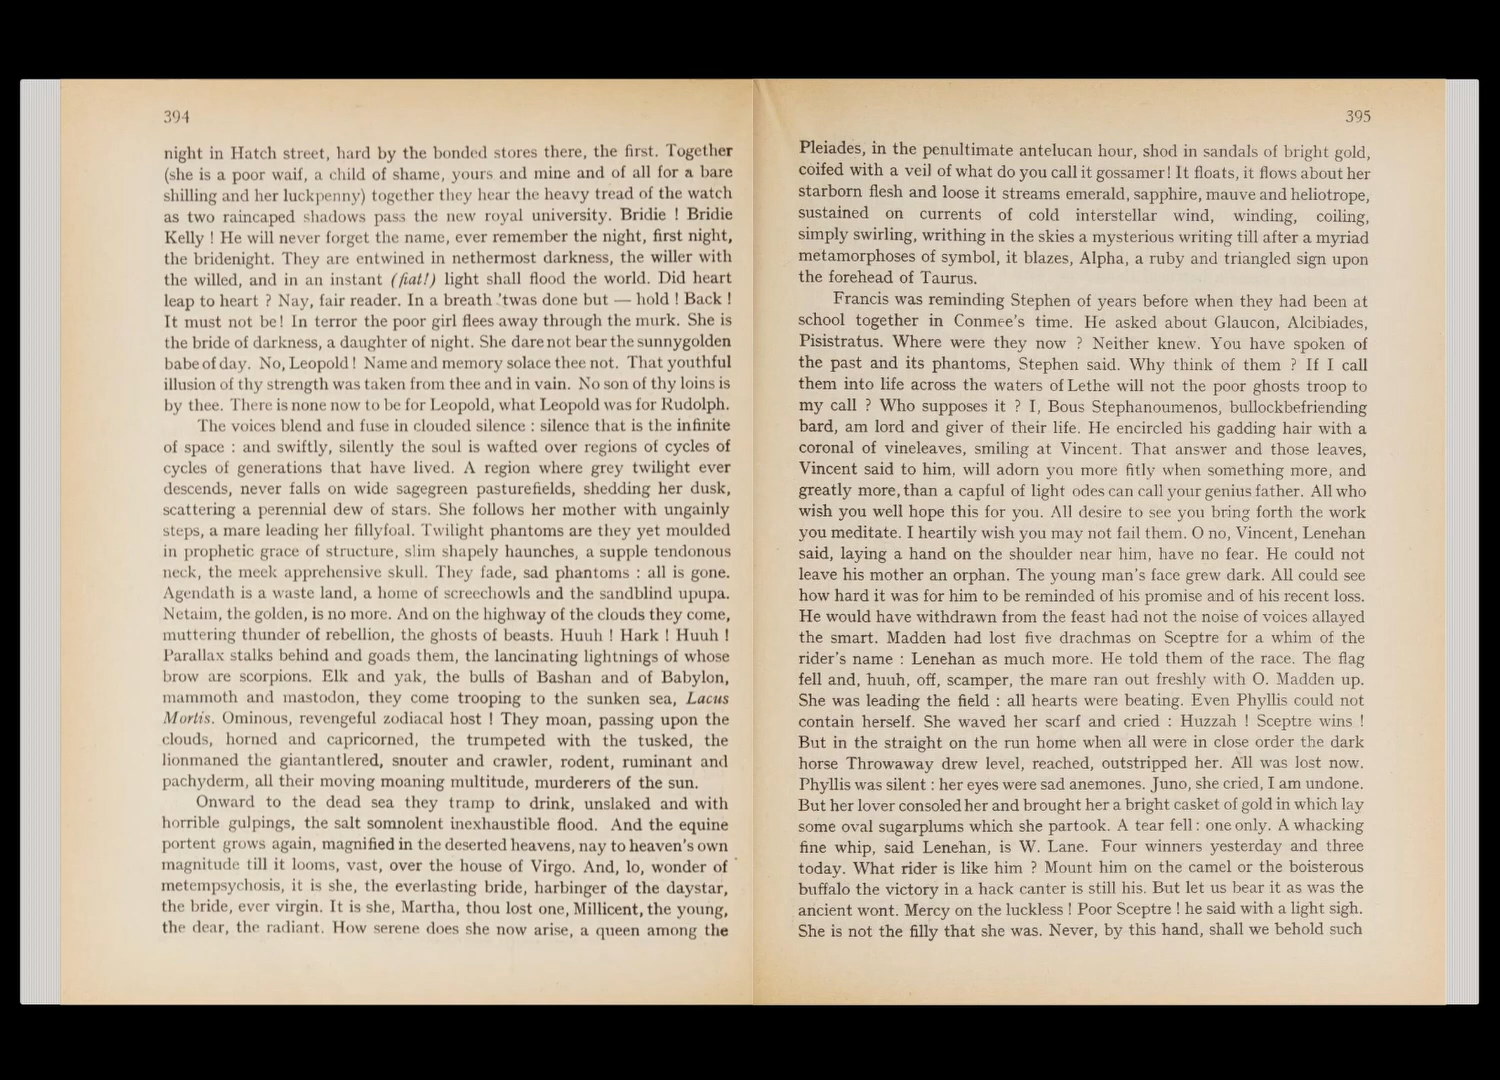 394
night in Hatch street, hard by the bonded stores there, the first. Together
(she is a poor waif, a child of shame, yours and mine and of all for a bare
shilling and her luckpenny) together they hear the heavy tread of the watch
as two raincaped shadows pass the new royal university. Bridie ! Bridie
Kelly ! He will never forget the name, ever remember the night, first night,
the bridenight. They are entwined in nethermost darkness, the willer with
the willed, and in an instant (fiat!) light shall flood the world. Did heart
leap to heart ? Nay, fair reader. In a breath 'twas done but — hold ! Back !
It must not be! In terror the poor girl flees away through the murk. She is
the bride of darkness, a daughter of night. She dare not bear the sunnygolden
babe of day. No, Leopold ! Name and memory solace thee not. That youthful
illusion of thy strength was taken from thee and in vain. No son of thy loins is
by thee. There is none now to be for Leopold, what Leopold was for Rudolph.
The voices blend and fuse in clouded silence : silence that is the infinite
of space : and swiftly, silently the soul is wafted over regions of cycles of
cycles of generations that have lived. A region where grey twilight ever
descends, never falls on wide sagegreen pasturefields, shedding her dusk,
scattering a perennial dew of stars. She follows her mother with ungainly
steps, a mare leading her fillyfoal. Twilight phantoms are they yet moulded
in prophetic grace of structure, slim shapely haunches, a supple tendonous
neck, the meek apprehensive skull. They fade, sad phantoms : all is gone.
Agendath is a waste land, a home of screechowls and the sandblind upupa.
Netaim, the golden, is no more. And on the highway of the clouds they come,
muttering thunder of rebellion, the ghosts of beasts. Huuh ! Hark ! Huuh !
Parallax stalks behind and goads them, the lancinating lightnings of whose
brow are scorpions. Elk and yak, the bulls of Bashan and of Babylon,
mammoth and mastodon, they come trooping to the sunken sea, Lacus
Mortis. Ominous, revengeful zodiacal host ! They moan, passing upon the
clouds, horned and capricorned, the trumpeted with the tusked, the
lionmaned the giantantlered, snouter and crawler, rodent, ruminant and
pachyderm, all their moving moaning multitude, murderers of the sun.
Onward to the dead sea they tramp to drink, unslaked and with
horrible gulpings, the salt somnolent inexhaustible flood. And the equine
portent grows again, magnified in the deserted heavens, nay to heaven's own
magnitude till it looms, vast, over the house of Virgo. And, lo, wonder of
metempsychosis, it is she, the everlasting bride, harbinger of the daystar,
the bride, ever virgin. It is she, Martha, thou lost one, Millicent, the young,
the dear, the radiant. How serene does she now arise, a queen among the
395
Pleiades, in the penultimate antelucan hour, shod in sandals of bright gold,
coifed with a veil of what do you call it gossamer! It floats, it flows about her
starborn flesh and loose it streams emerald, sapphire, mauve and heliotrope,
sustained on currents of cold interstellar wind, winding, coiling,
simply swirling, writhing in the skies a mysterious writing till after a myriad
metamorphoses of symbol, it blazes, Alpha, a ruby and triangled sign upon
the forehead of Taurus.
Francis was reminding Stephen of years before when they had been at
school together in Conmee's time. He asked about Glaucon, Alcibiades,
Pisistratus. Where were they now ? Neither knew. You have spoken of
the past and its phantoms, Stephen said. Why think of them ? If I call
them into life across the waters of Lethe will not the poor ghosts troop to
my call ? Who supposes it ? I, Bous Stephanoumenos, bullockbefriending
bard, am lord and giver of their life. He encircled his gadding hair with a
coronal of vineleaves, smiling at Vincent. That answer and those leaves,
Vincent said to him, will adorn you more fitly when something more, and
greatly more, than a capful of light odes can call your genius father. All who
wish you well hope this for you. All desire to see you bring forth the work
you meditate. I heartily wish you may not fail them. O no, Vincent, Lenehan
said, laying a hand on the shoulder near him, have no fear. He could not
leave his mother an orphan. The young man's face grew dark. All could see
how hard it was for him to be reminded of his promise and of his recent loss.
He would have withdrawn from the feast had not the noise of voices allayed
the smart. Madden had lost five drachmas on Sceptre for a whim of the
rider's name : Lenehan as much more. He told them of the race. The flag
fell and, huuh, off, scamper, the mare ran out freshly with O. Madden up.
She was leading the field : all hearts were beating. Even Phyllis could not
contain herself. She waved her scarf and cried : Huzzah ! Sceptre wins !
But in the straight on the run home when all were in close order the dark
horse Throwaway drew level, reached, outstripped her. All was lost now.
Phyllis was silent : her eyes were sad anemones. Juno, she cried, I am undone.
But her lover consoled her and brought her a bright casket of gold in which lay
some oval sugarplums which she partook. A tear fell : one only. A whacking
fine whip, said Lenehan, is W. Lane. Four winners yesterday and three
today. What rider is like him ? Mount him on the camel or the boisterous
buffalo the victory in a hack canter is still his. But let us bear it as was the
ancient wont. Mercy on the luckless ! Poor Sceptre ! he said with a light sigh.
She is not the filly that she was. Never, by this hand, shall we behold such